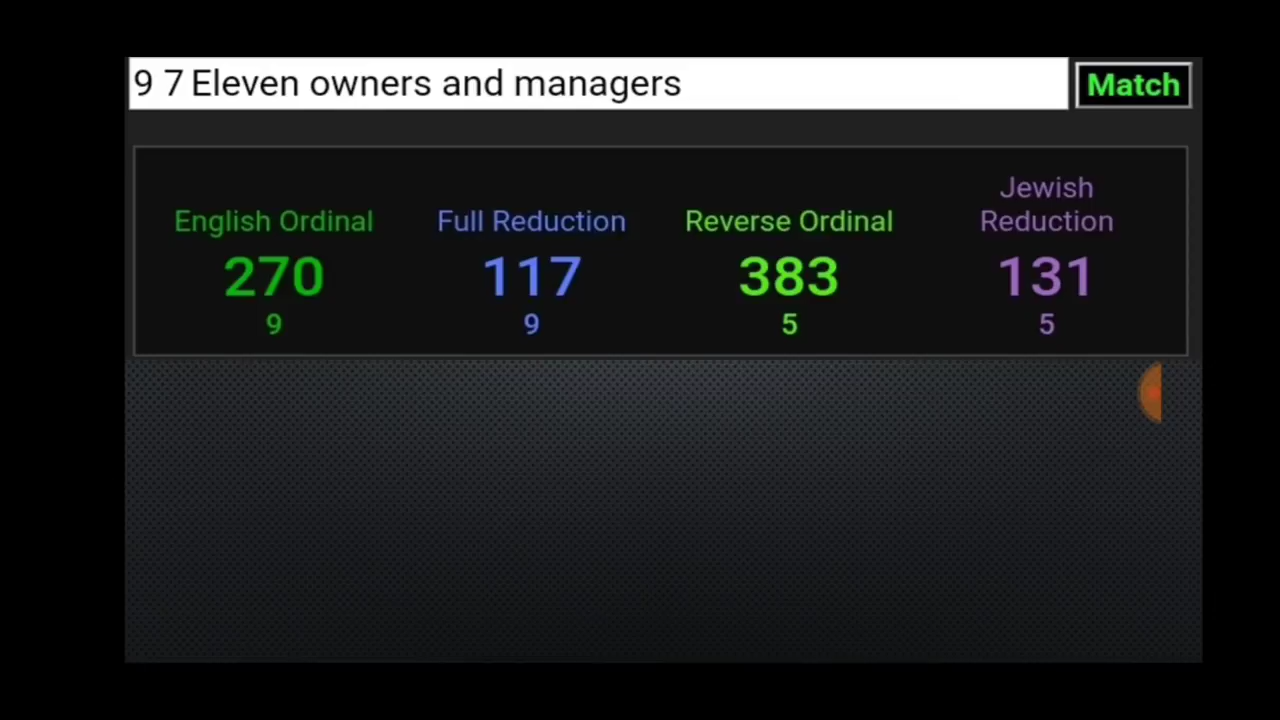 9 7 Eleven owners and managers
Match
English Ordinal
270
9
Full Reduction
117
9
Reverse Ordinal
383
5
Jewish
Reduction
131
5